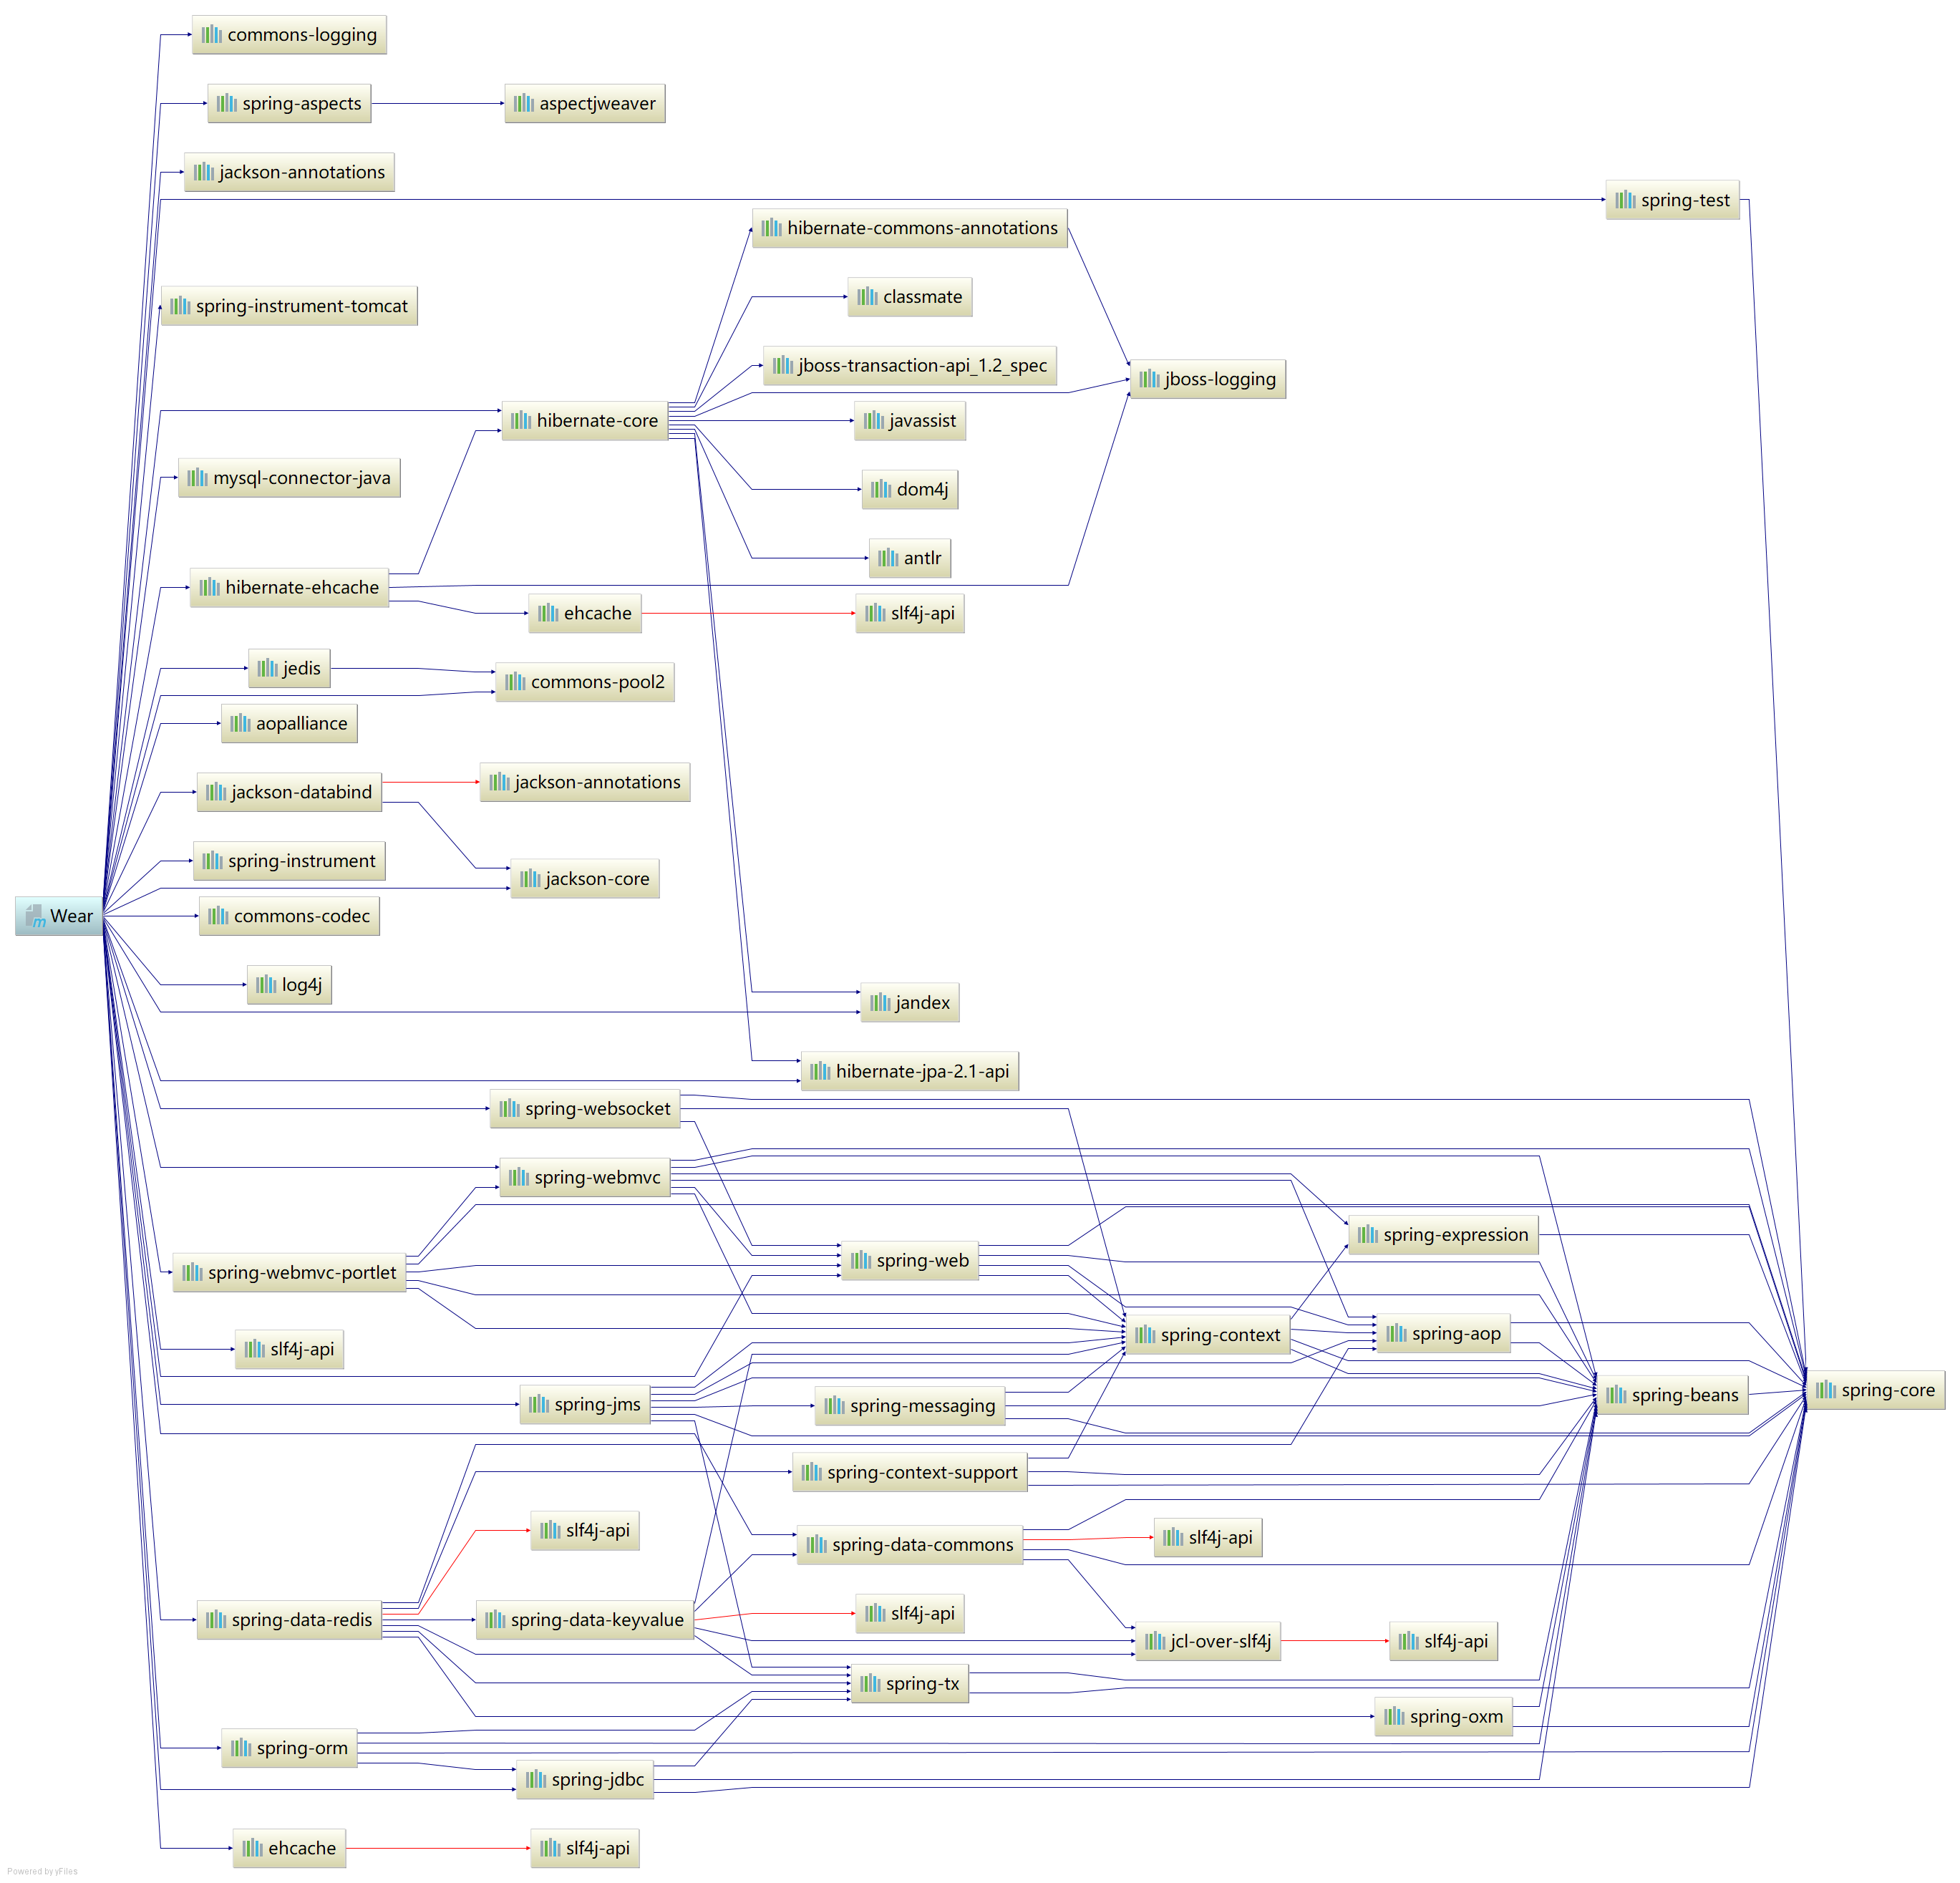 commons-logging
spring-aspects
aspectjweaver
jackson-annotations
spring-test
hibernate-commons-annotations
classmate
spring-instrument-tomcat
jboss-transaction-api_1.2_spec
jboss-logging
hibernate-core
javassist
mysql-connector-java
dom4j
antlr
hibernate-ehcache
ehcache
slf4j-api
jedis
commons-pool2
aopalliance
jackson-annotations
jackson-databind
spring-instrument
jackson-core
Wear
commons-codec
log4j
jandex
hibernate-jpa-2.1-api
spring-websocket
spring-webmvc
spring-expression
spring-web
spring-webmvc-portlet
spring-context
spring-aop
slf4j-api
spring-core
spring-beans
spring-jms
spring-messaging
spring-context-support
slf4j-api
slf4j-api
spring-data-commons
slf4j-api
spring-data-redis
spring-data-keyvalue
jcl-over-slf4j
slf4j-api
spring-tx
spring-oxm
spring-orm
spring-jdbc
ehcache
slf4j-api
Powered by yFiles